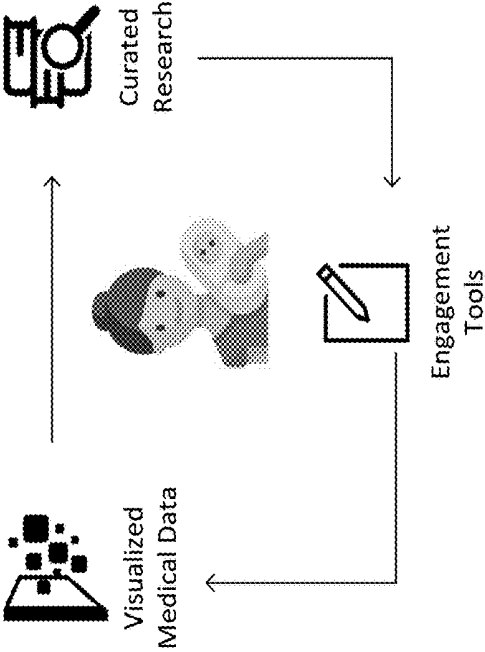 Visualized
Medical Data
Curated
Research
Engagement
Tools